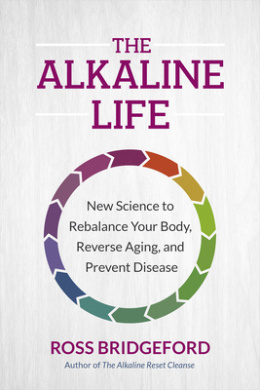 THE
ALKALINE
LIFE
New Science to
Rebalance Your Body,
Reverse Aging, and
Prevent Disease
ROSS BRIDGEFORD
Author of The Alkaline Reset Cleanse